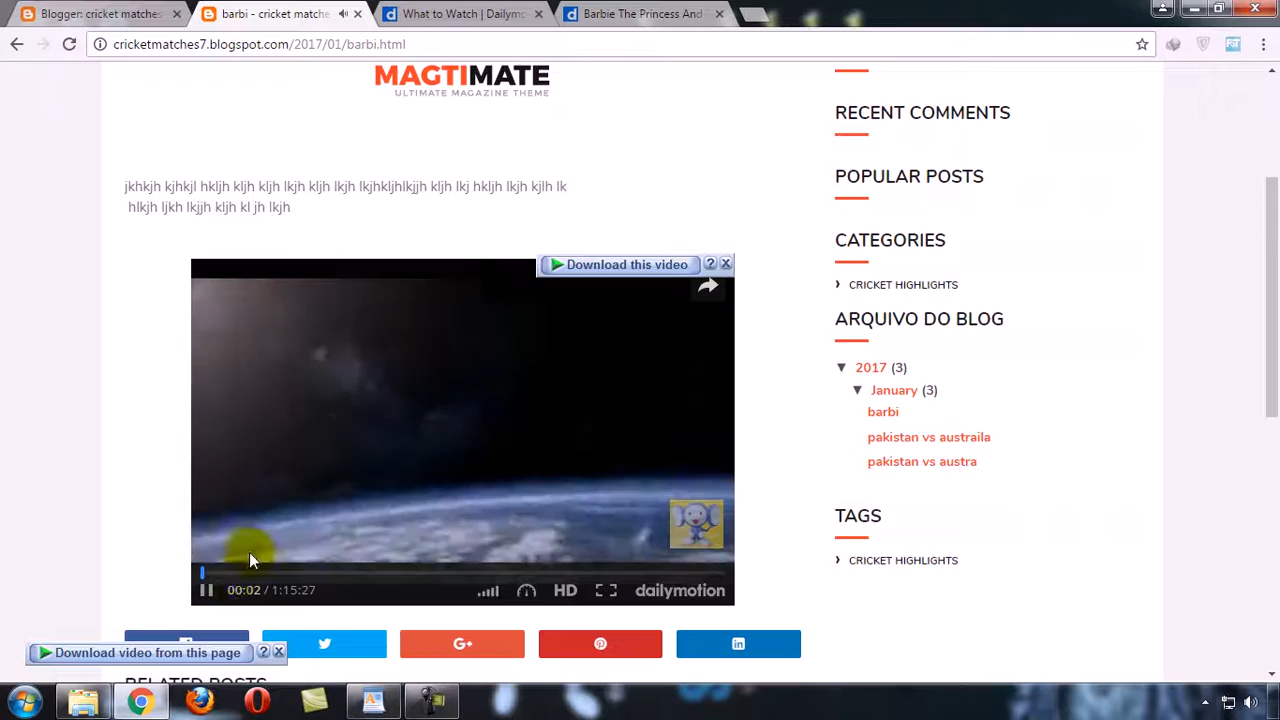 Blogger: cricket matches
barbi - cricket matche
What to Watch | Dailymo
Barbie The Princess And
cricketmatches7.blogspot.com/2017/01/barbi.html
MAGTIMATE
ULTIMATE MAGAZINE THEME
jkhkjh kjhkjl hkljh kljh kljh lkjh kljh lkjh lkjhkljhlkjjh kljh lkj hkljh lkjh kjlh lk
hlkjh ljkh lkjjh kljh kl jh lkjh
Download this video
00:02 / 1:15:27
HD
dailymotion
G+
Download video from this page
RELATED POSTS
RECENT COMMENTS
POPULAR POSTS
CATEGORIES
CRICKET HIGHLIGHTS
ARQUIVO DO BLOG
2017 (3)
January (3)
barbi
pakistan vs austraila
pakistan vs austra
TAGS
CRICKET HIGHLIGHTS